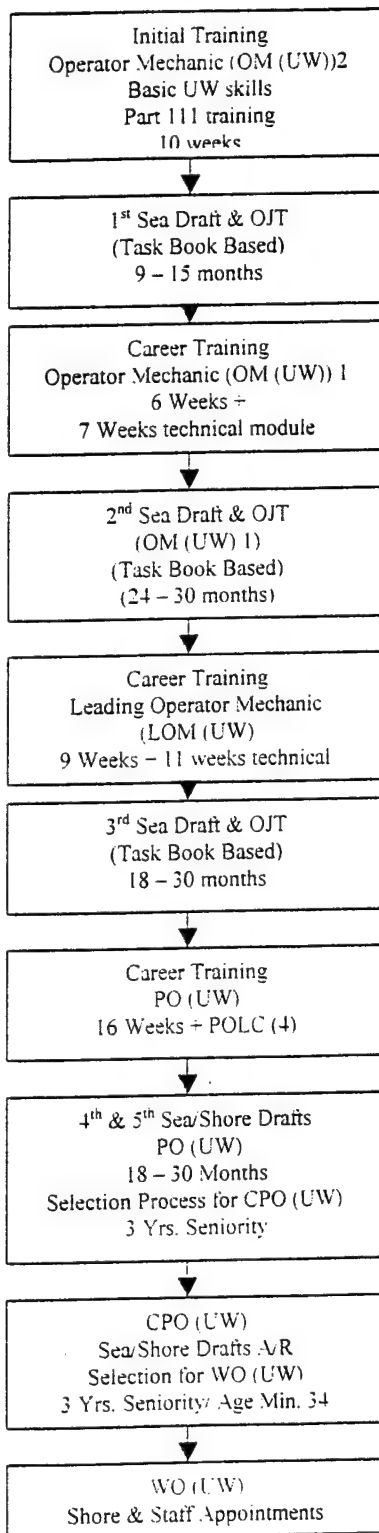 Initial Training
Operator Mechanic (OM (UW))2
Basic UW skills
Part 111 training
10 weeks
1st Sea Draft & OJT
(Task Book Based)
9 – 15 months
Career Training
Operator Mechanic (OM (UW)) 1
6 Weeks +
7 Weeks technical module
2nd Sea Draft & OJT
(OM (UW) 1)
(Task Book Based)
(24 – 30 months)
Career Training
Leading Operator Mechanic
(LOM (UW)
9 Weeks – 11 weeks technical
3rd Sea Draft & OJT
(Task Book Based)
18 – 30 months
Career Training
PO (UW)
16 Weeks + POLC (4)
4th & 5th Sea/Shore Drafts
PO (UW)
18 – 30 Months
Selection Process for CPO (UW)
3 Yrs. Seniority
CPO (UW)
Sea/Shore Drafts A/R
Selection for WO (UW)
3 Yrs. Seniority/ Age Min. 34
WO (UW)
Shore & Staff Appointments